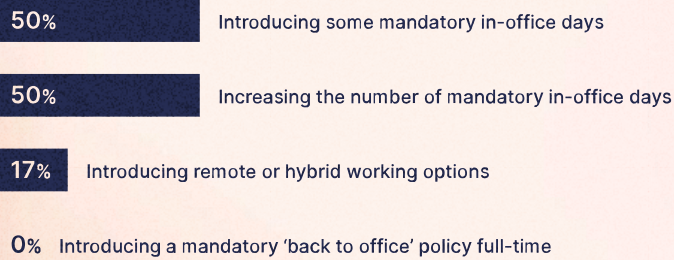 50% Introducing some mandatory in-office days
50% Increasing the number of mandatory in-office days
17% Introducing remote or hybrid working options
0% Introducing a mandatory ‘back to office’ policy full-time